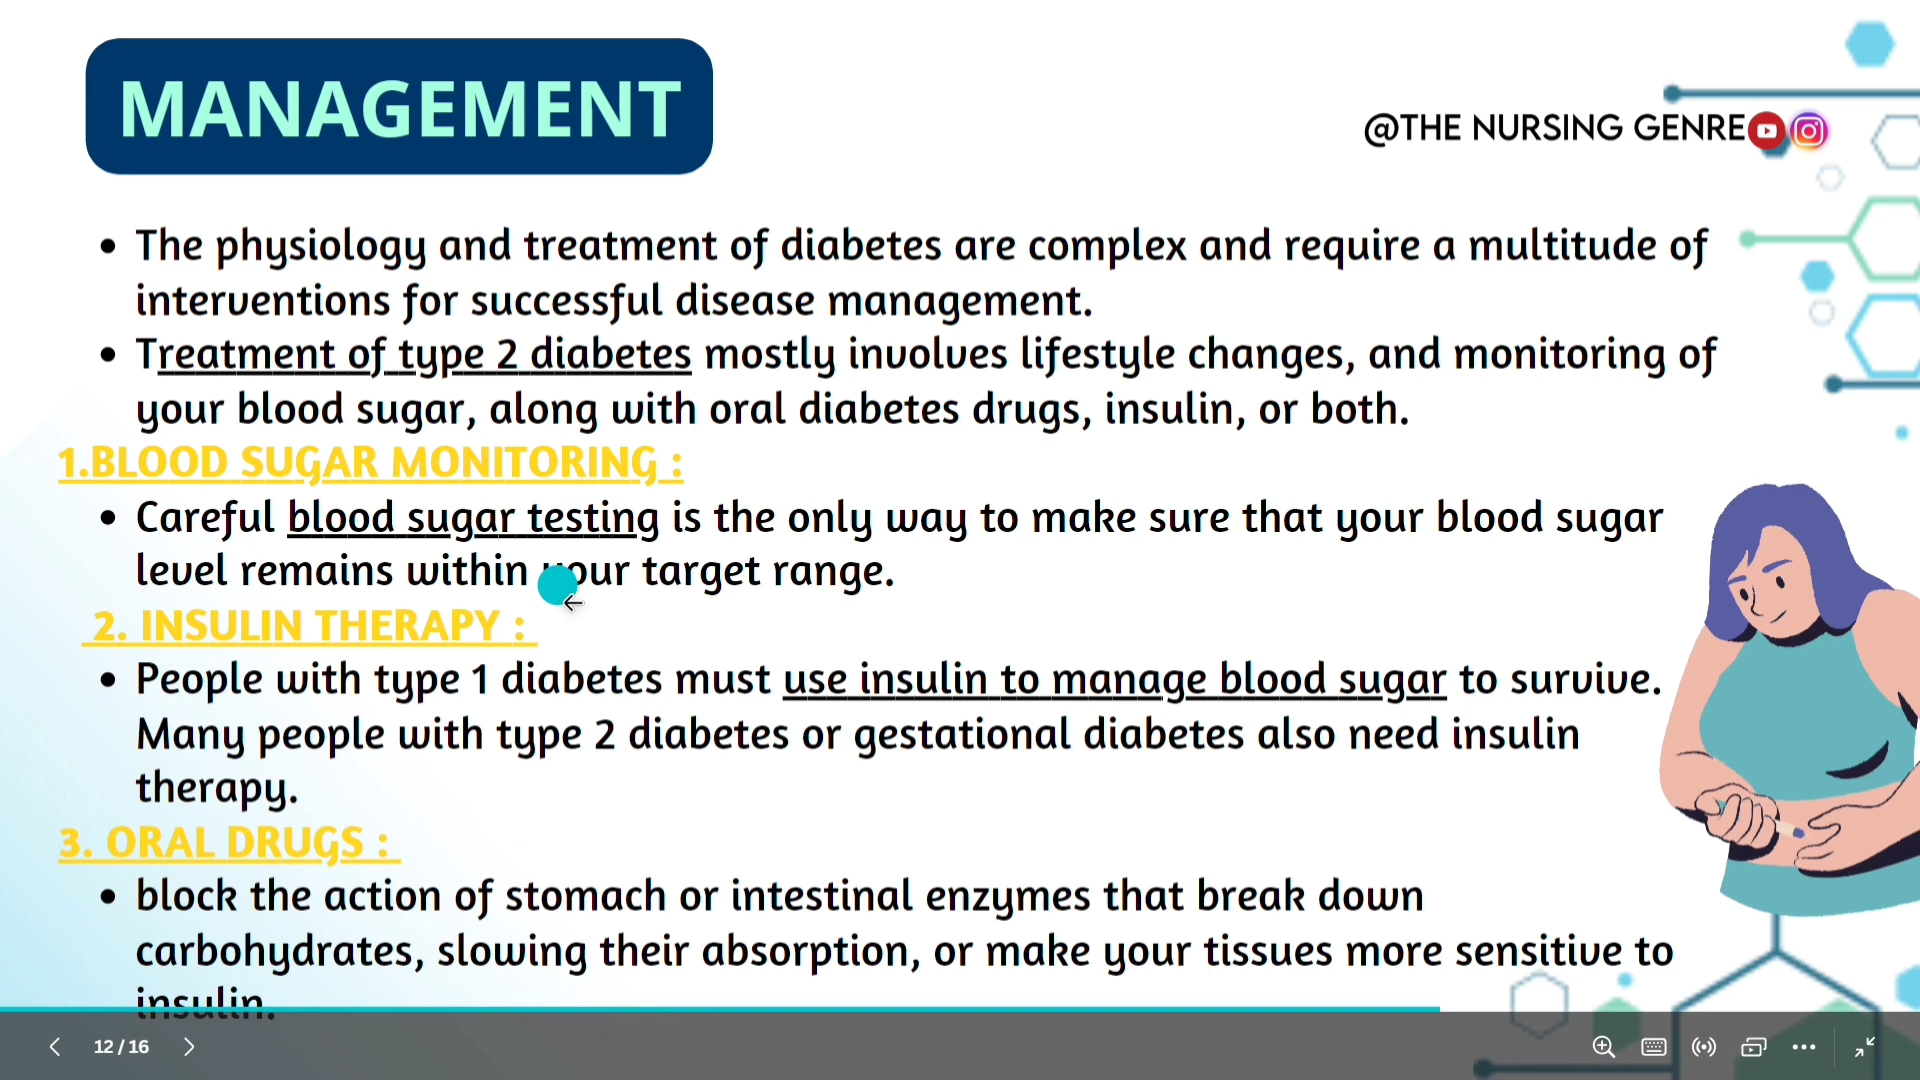 MANAGEMENT
@THE NURSING GENRE
• The physiology and treatment of diabetes are complex and require a multitude of
interventions for successful disease management.
• Treatment of type 2 diabetes mostly involves lifestyle changes, and monitoring of
your blood sugar, along with oral diabetes drugs, insulin, or both.
1.BLOOD SUGAR MONITORING :
• Careful blood sugar testing is the only way to make sure that your blood sugar
level remains within your target range.
2. INSULIN THERAPY :
• People with type 1 diabetes must use insulin to manage blood sugar to survive.
Many people with type 2 diabetes or gestational diabetes also need insulin
therapy.
3. ORAL DRUGS :
• block the action of stomach or intestinal enzymes that break down
carbohydrates, slowing their absorption, or make your tissues more sensitive to
insulin.
12 / 16